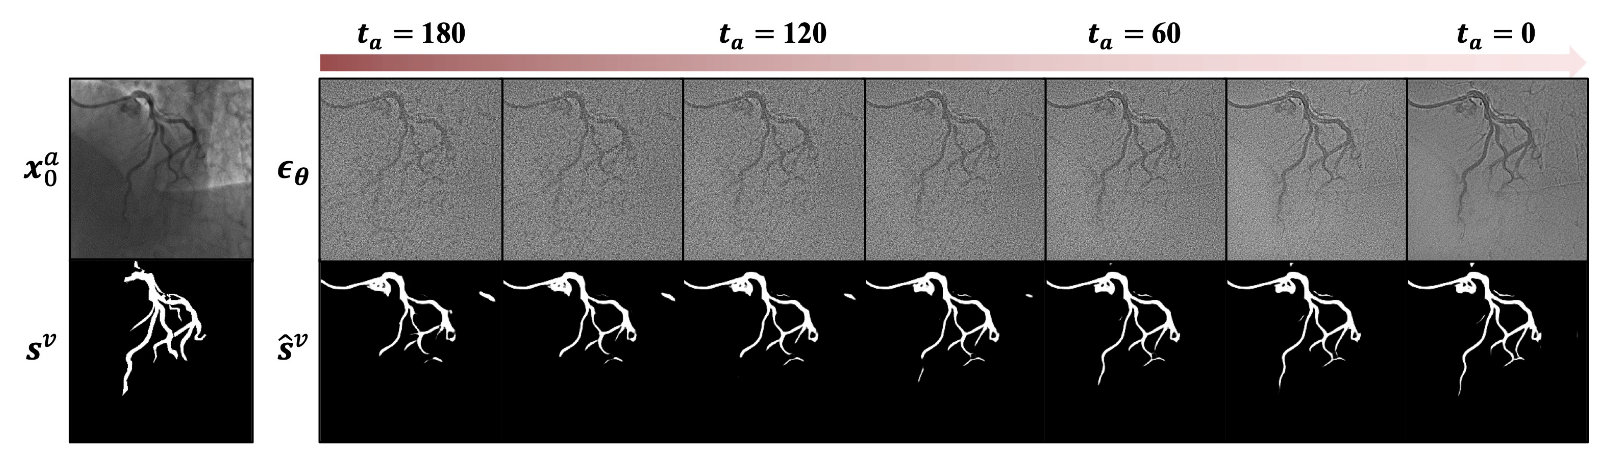 t_a = 180 t_a = 120 t_a = 60 t_a = 0
x_0^a ϵ_θ
s^v ŝ^v